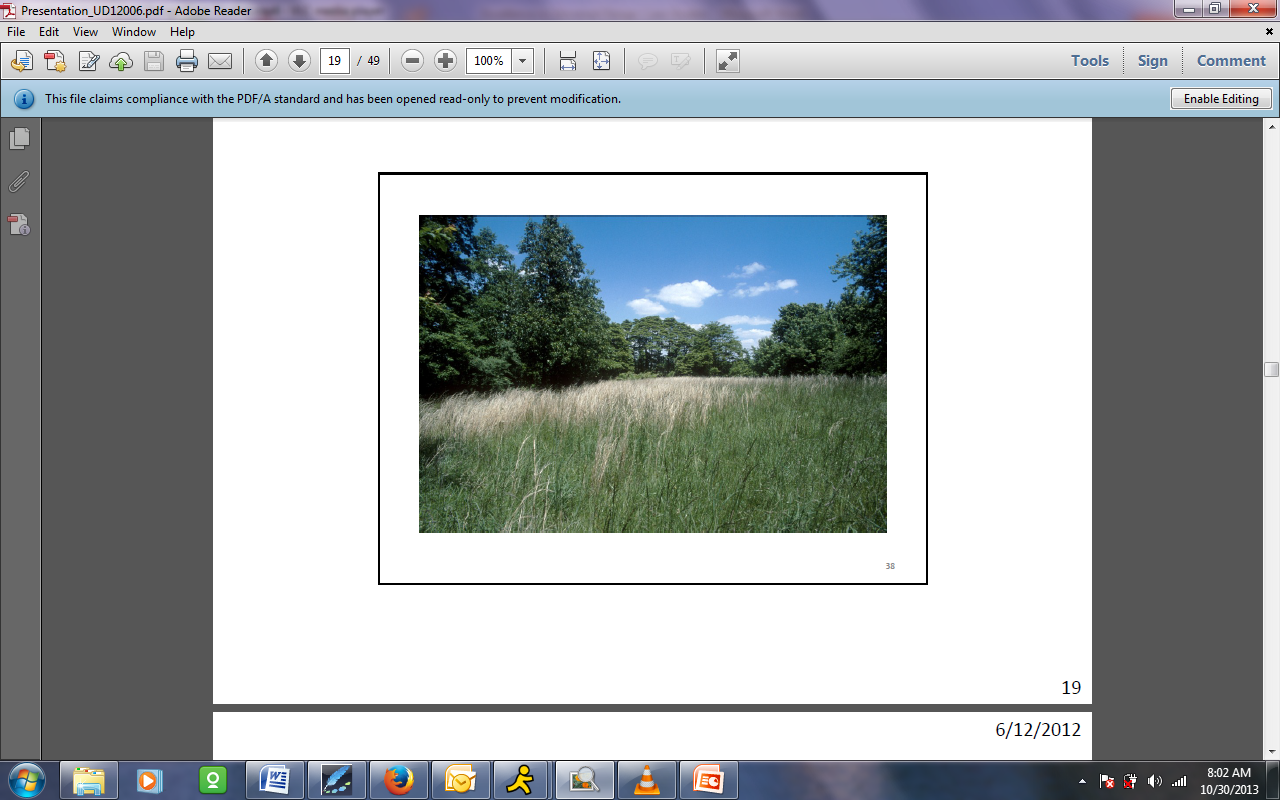 Presentation_UD12006.pdf - Adobe Reader
File Edit View Window Help
19 / 49 100% Tools Sign Comment
This file claims compliance with the PDF/A standard and has been opened read-only to prevent modification. Enable Editing
38
19
6/12/2012
8:02 AM
10/30/2013